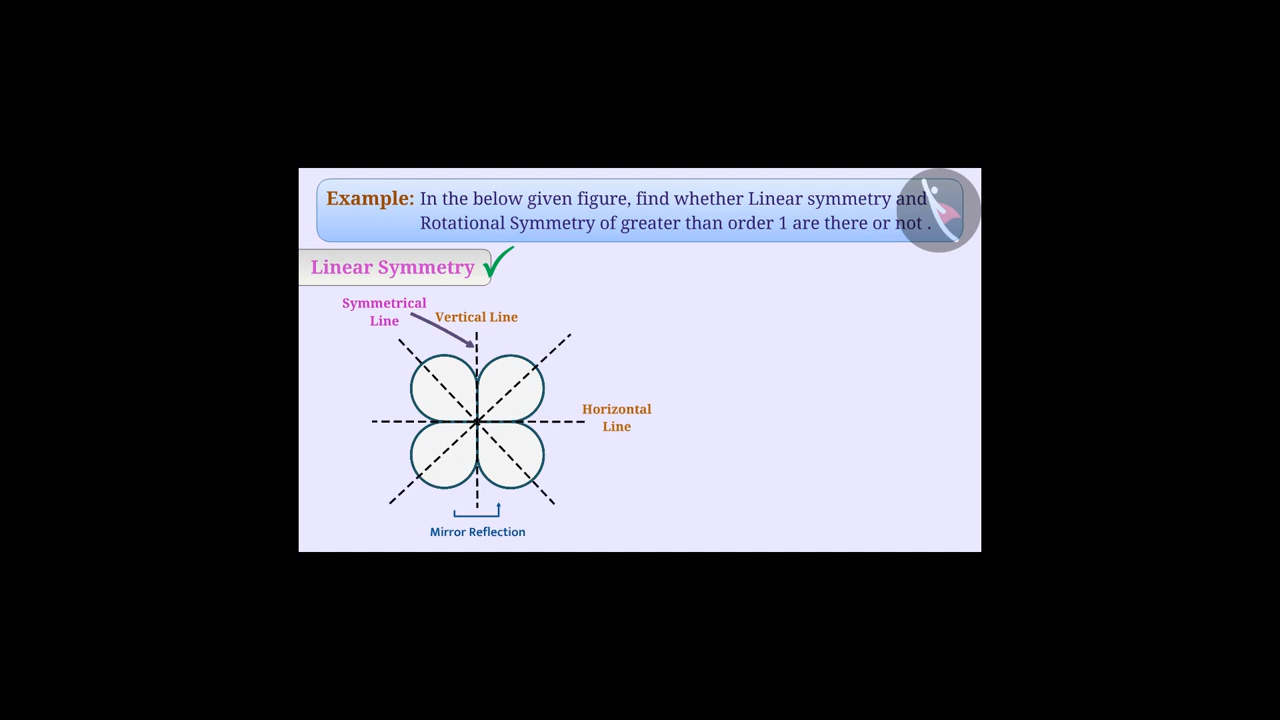 Example: In the below given figure, find whether Linear symmetry and
Rotational Symmetry of greater than order 1 are there or not .
Linear Symmetry
Symmetrical
Line
Vertical Line
Horizontal
Line
Mirror Reflection